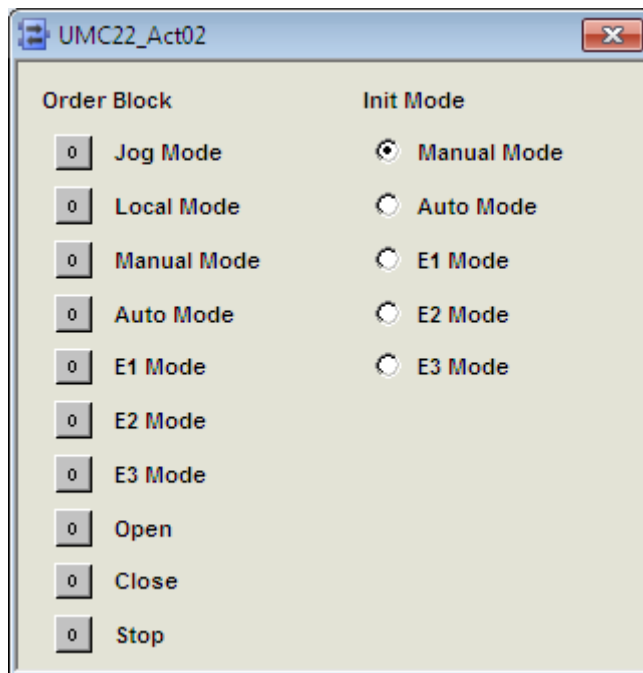 UMC22_Act02
Order Block Init Mode
0 Jog Mode Manual Mode
0 Local Mode Auto Mode
0 Manual Mode E1 Mode
0 Auto Mode E2 Mode
0 E1 Mode E3 Mode
0 E2 Mode
0 E3 Mode
0 Open
0 Close
0 Stop